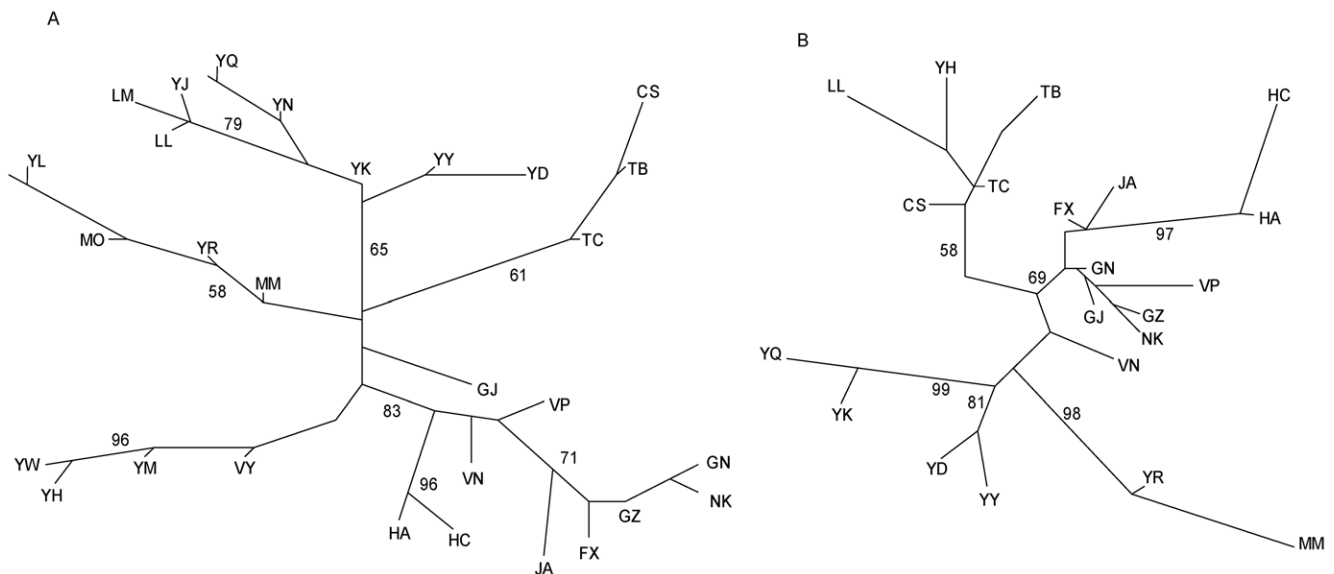 A
YQ
YJ
LM
YN
79
LL
CS
YK
YY
YD
TB
YL
MO
YR
65
TC
58
MM
61
GJ
83
VP
96
YW
YM
VY
YH
VN
71
GN
96
NK
GZ
HA
HC
FX
JA
B
YH
LL
TB
HC
JA
TC
FX
CS
HA
97
58
69
GN
VP
GJ
GZ
NK
YQ
VN
99
81
YK
98
YD
YR
YY
MM